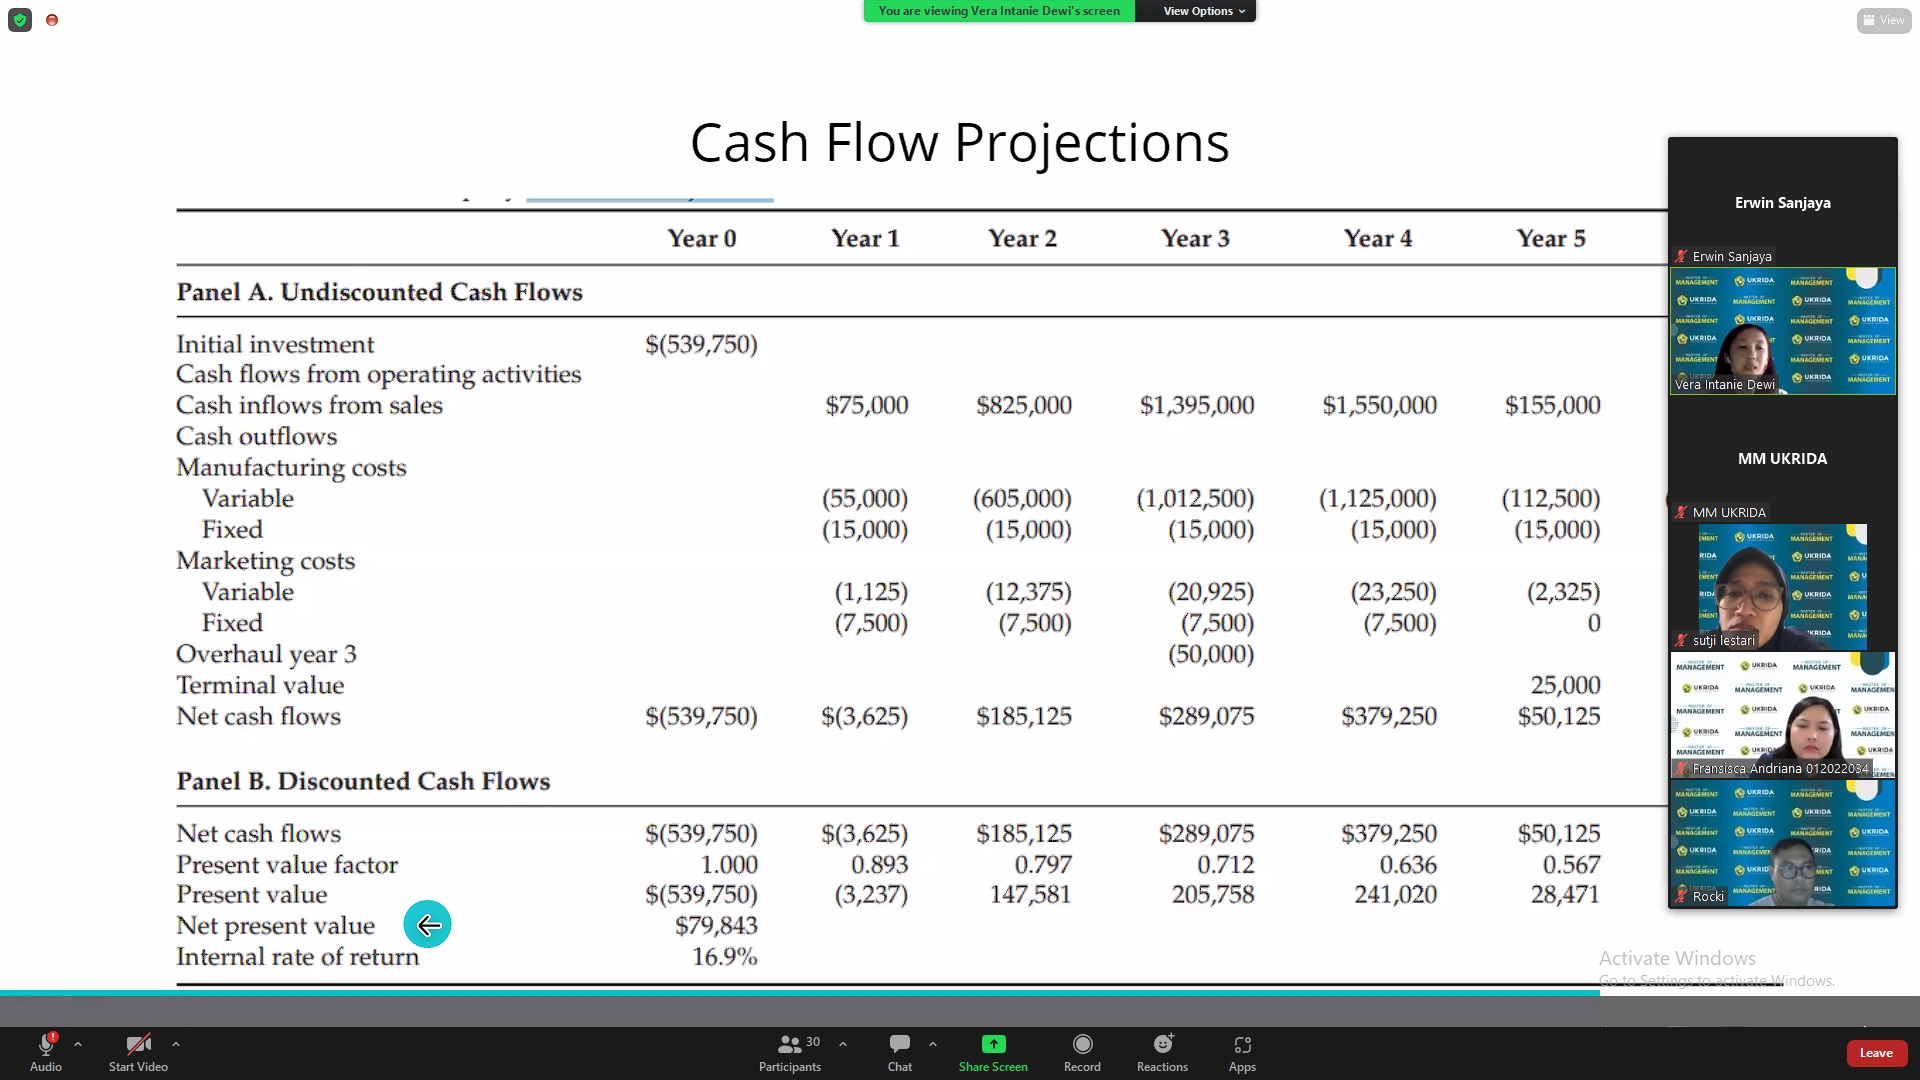 You are viewing Vera Intanie Dewi's screen View Options
View
Cash Flow Projections
Year 0 Year 1 Year 2 Year 3 Year 4 Year 5
Panel A. Undiscounted Cash Flows
Initial investment $(539,750)
Cash flows from operating activities
Cash inflows from sales $75,000 $825,000 $1,395,000 $1,550,000 $155,000
Cash outflows
Manufacturing costs
Variable (55,000) (605,000) (1,012,500) (1,125,000) (112,500)
Fixed (15,000) (15,000) (15,000) (15,000) (15,000)
Marketing costs
Variable (1,125) (12,375) (20,925) (23,250) (2,325)
Fixed (7,500) (7,500) (7,500) (7,500) 0
Overhaul year 3 (50,000)
Terminal value 25,000
Net cash flows $(539,750) $(3,625) $185,125 $289,075 $379,250 $50,125
Panel B. Discounted Cash Flows
Net cash flows $(539,750) $(3,625) $185,125 $289,075 $379,250 $50,125
Present value factor 1.000 0.893 0.797 0.712 0.636 0.567
Present value $(539,750) (3,237) 147,581 205,758 241,020 28,471
Net present value $79,843
Internal rate of return 16.9%
Erwin Sanjaya
Erwin Sanjaya
Vera Intanie Dewi
MM UKRIDA
MM UKRIDA
sutji lestari
Fransisca Andriana 012022034
Rocki
Activate Windows
Go to Settings to activate Windows.
Audio
Start Video
30
Participants
Chat
Share Screen
Record
Reactions
Apps
Leave